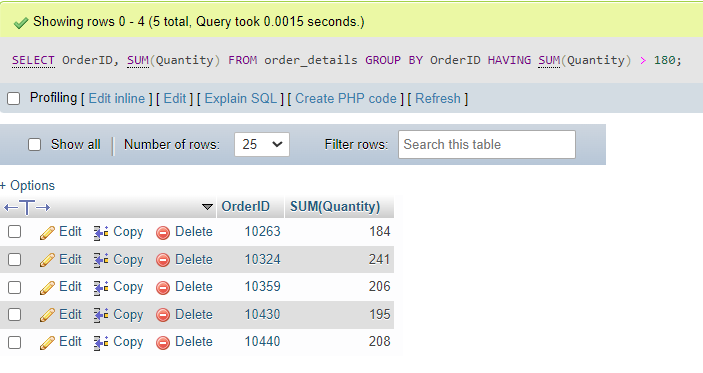 Showing rows 0 - 4 (5 total, Query took 0.0015 seconds.)
SELECT OrderID, SUM(Quantity) FROM order_details GROUP BY OrderID HAVING SUM(Quantity) > 180;
Profiling [ Edit inline ] [ Edit ] [ Explain SQL ] [ Create PHP code ] [ Refresh ]
Show all Number of rows: 25 Filter rows: Search this table
+ Options
←T→ OrderID SUM(Quantity)
Edit Copy Delete 10263 184
Edit Copy Delete 10324 241
Edit Copy Delete 10359 206
Edit Copy Delete 10430 195
Edit Copy Delete 10440 208